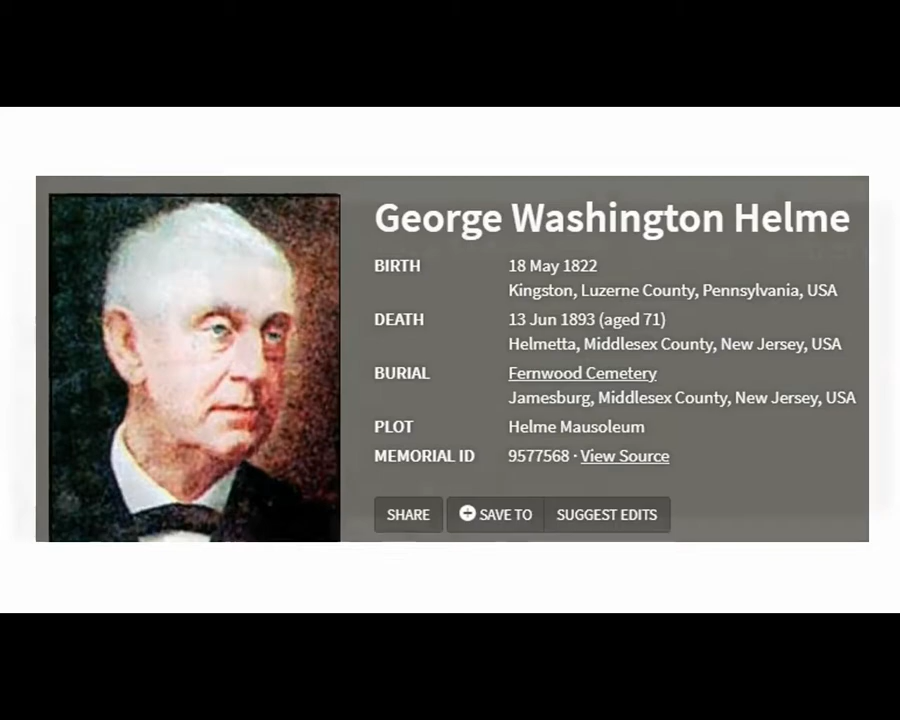 George Washington Helme
BIRTH 18 May 1822
Kingston, Luzerne County, Pennsylvania, USA
DEATH 13 Jun 1893 (aged 71)
Helmetta, Middlesex County, New Jersey, USA
BURIAL Fernwood Cemetery
Jamesburg, Middlesex County, New Jersey, USA
PLOT Helme Mausoleum
MEMORIAL ID 9577568 · View Source
SHARE SAVE TO SUGGEST EDITS